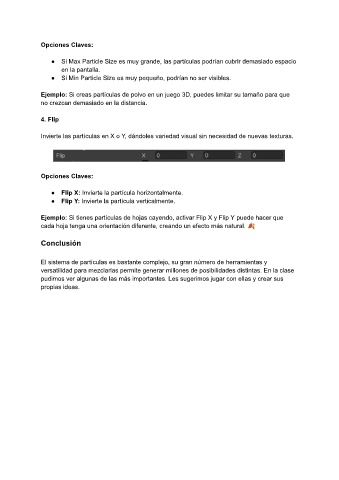 Opciones Claves:
● Si Max Particle Size es muy grande, las partículas podrían cubrir demasiado espacio
en la pantalla.
● Si Min Particle Size es muy pequeño, podrían no ser visibles.
Ejemplo: Si creas partículas de polvo en un juego 3D, puedes limitar su tamaño para que
no crezcan demasiado en la distancia.
4. Flip
Invierte las partículas en X o Y, dándoles variedad visual sin necesidad de nuevas texturas.
Flip X 0 Y 0 Z 0
Opciones Claves:
● Flip X: Invierte la partícula horizontalmente.
● Flip Y: Invierte la partícula verticalmente.
Ejemplo: Si tienes partículas de hojas cayendo, activar Flip X y Flip Y puede hacer que
cada hoja tenga una orientación diferente, creando un efecto más natural. 🍂
Conclusión
El sistema de partículas es bastante complejo, su gran número de herramientas y
versatilidad para mezclarlas permite generar millones de posibilidades distintas. En la clase
pudimos ver algunas de las más importantes. Les sugerimos jugar con ellas y crear sus
propias ideas.